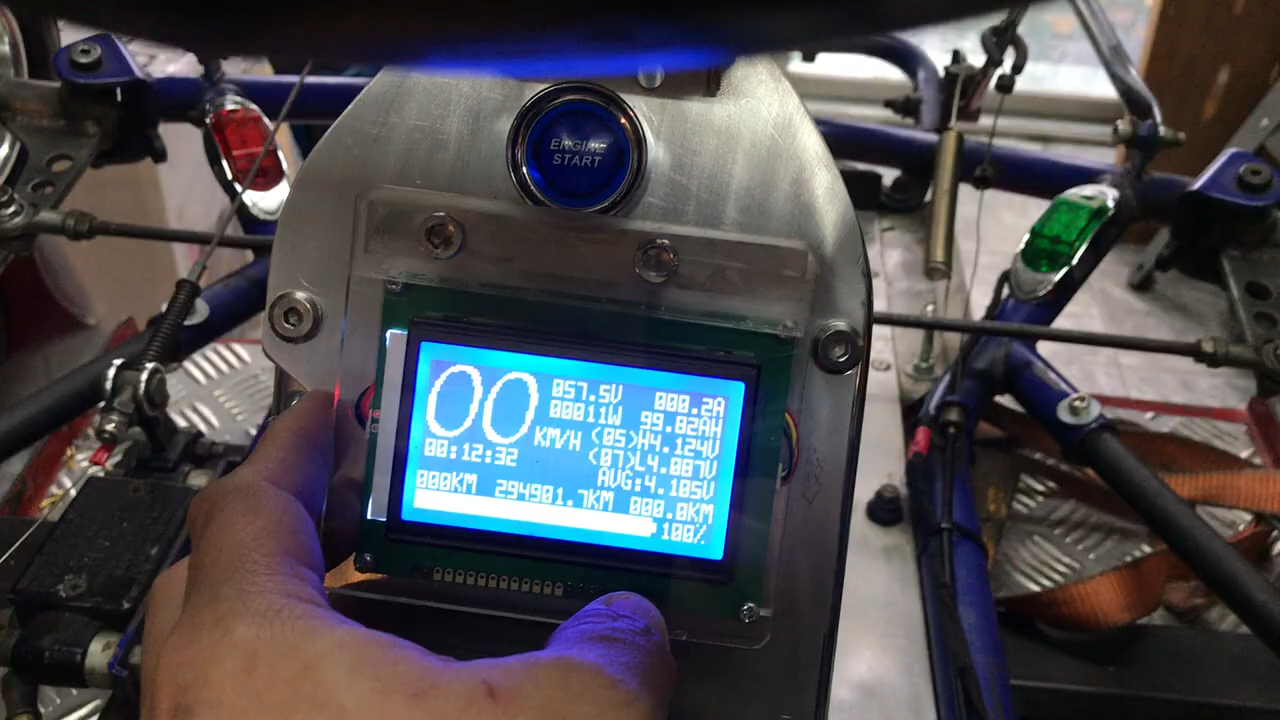 ENGINE
START
00 057.5V 000.2A
00011W 99.82AH
KM/H (05)H4.124V
00:12:32 (07)L4.087V
AVG:4.105V
000KM 294901.7KM 000.0KM
100%